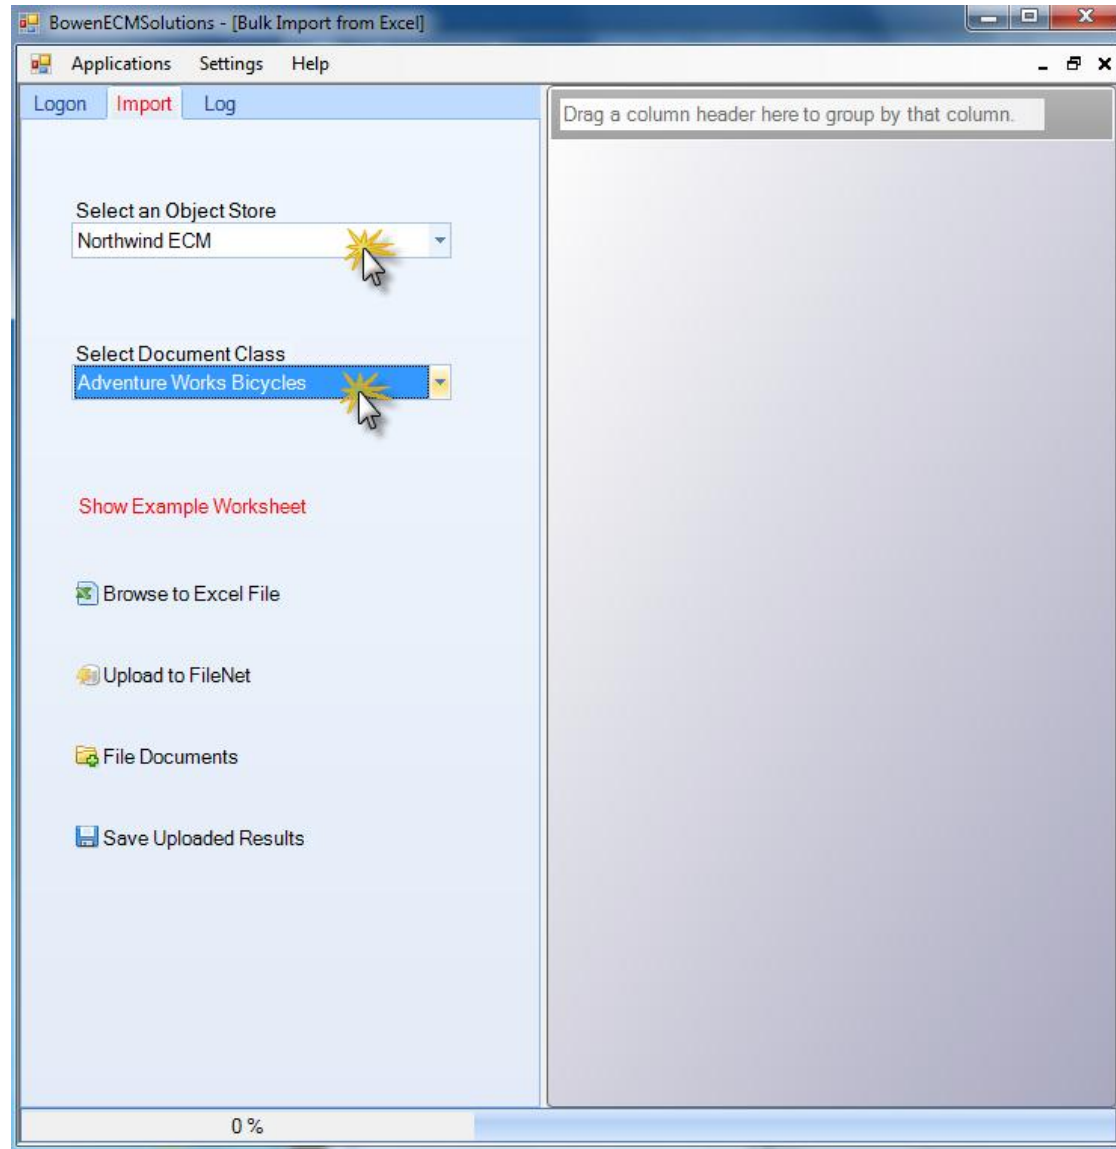 BowenECMSolutions - [Bulk Import from Excel]
Applications Settings Help
Logon Import Log
Drag a column header here to group by that column.
Select an Object Store
Northwind ECM
Select Document Class
Adventure Works Bicycles
Show Example Worksheet
Browse to Excel File
Upload to FileNet
File Documents
Save Uploaded Results
0 %